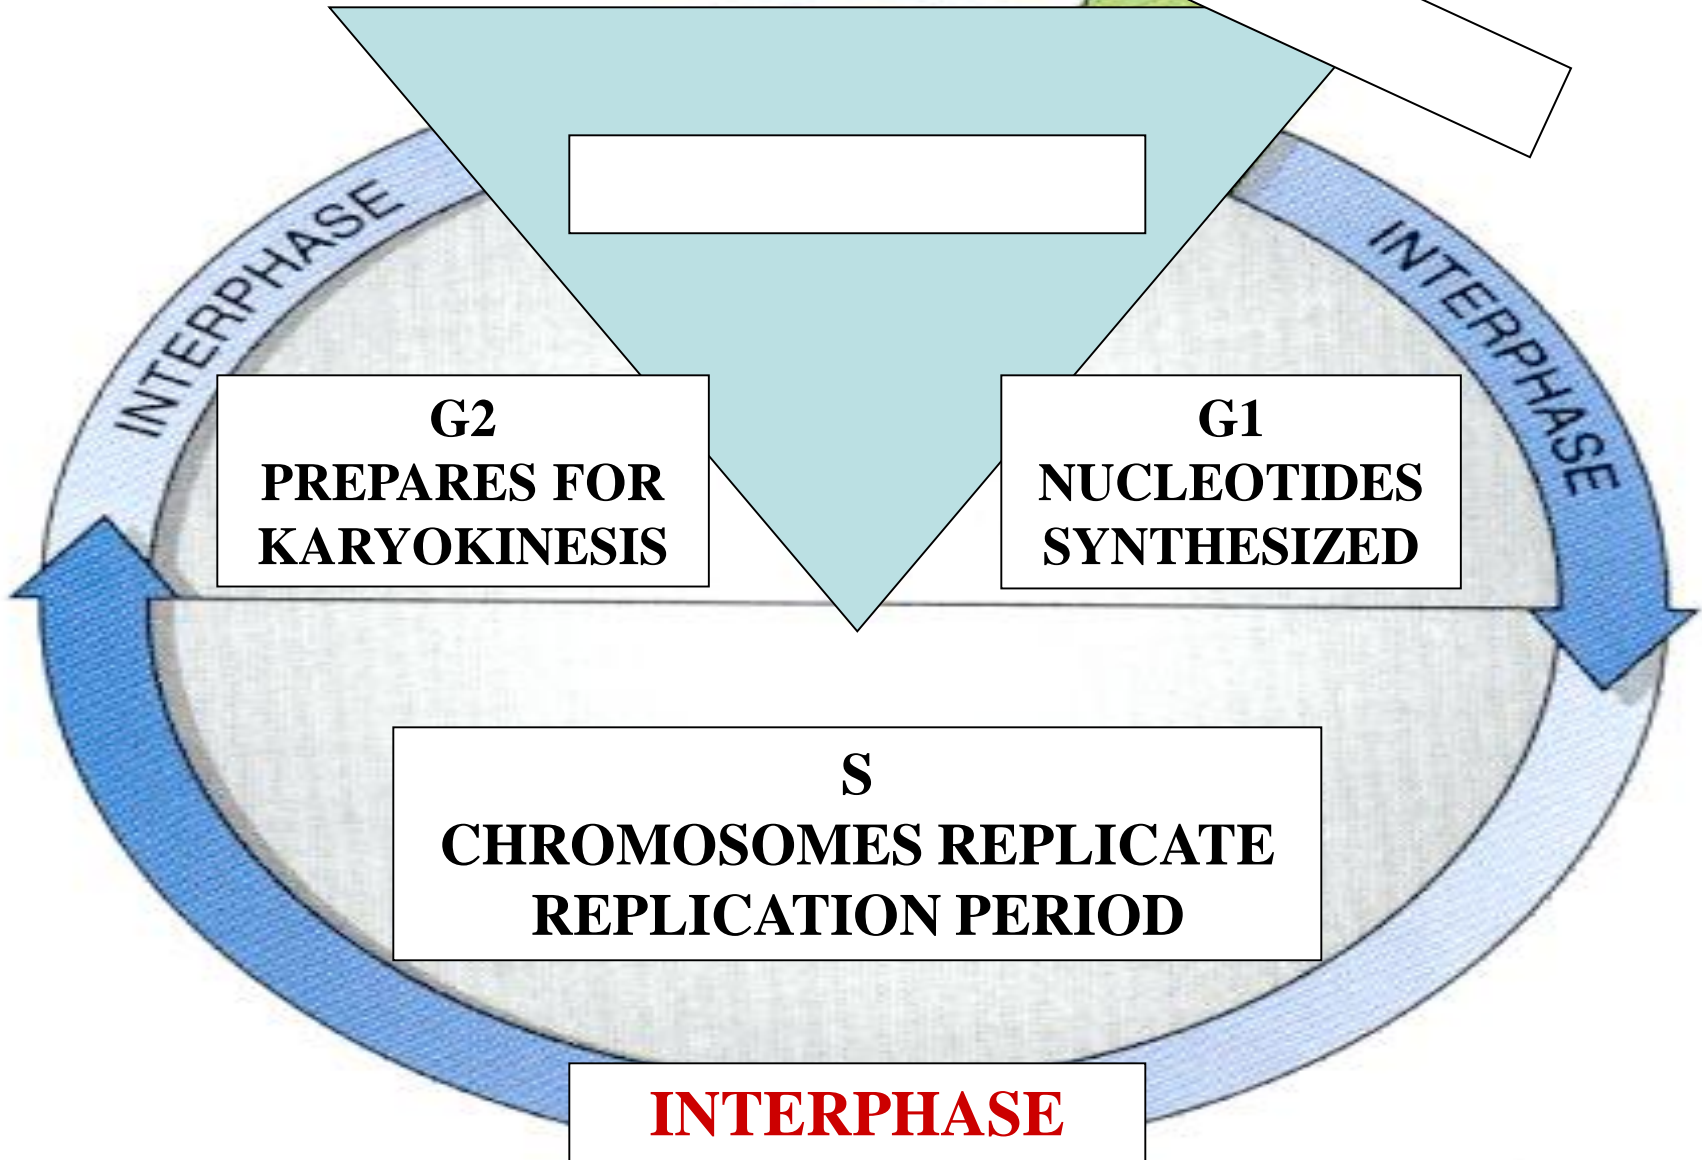 INTERPHASE
INTERPHASE
G2
PREPARES FOR
KARYOKINESIS
G1
NUCLEOTIDES
SYNTHESIZED
S
CHROMOSOMES REPLICATE
REPLICATION PERIOD
INTERPHASE